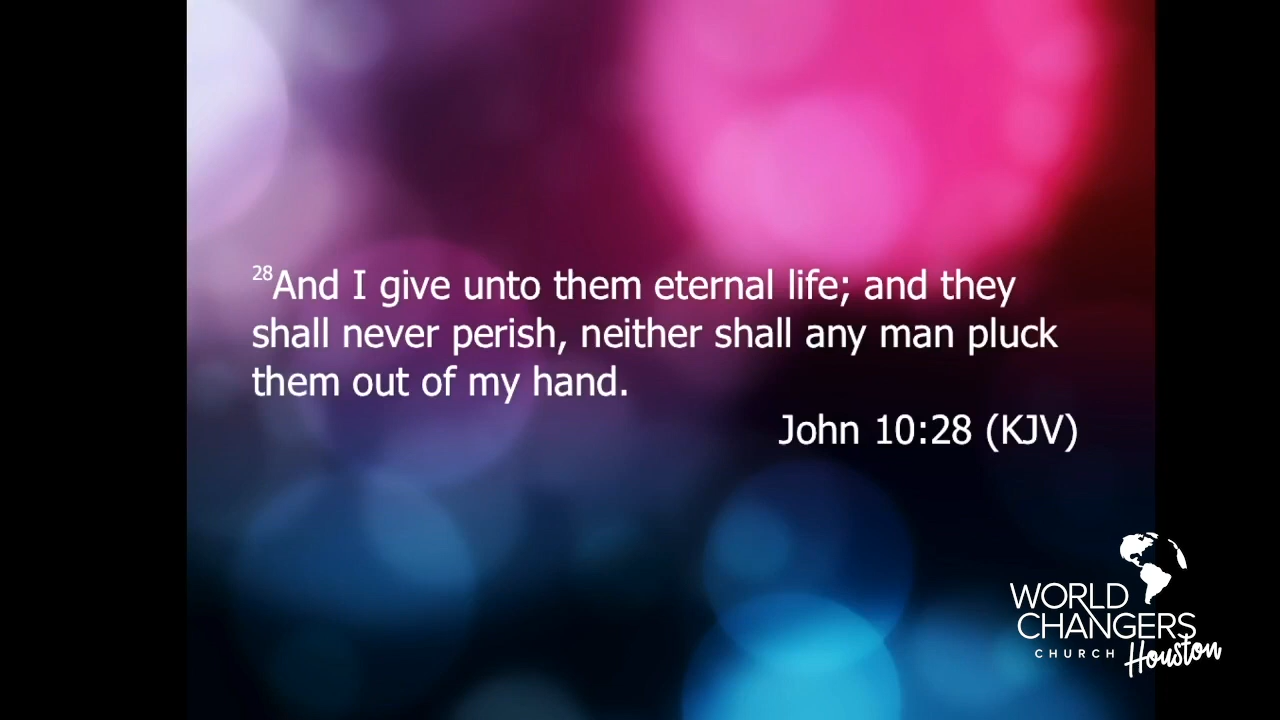 28And I give unto them eternal life; and they
shall never perish, neither shall any man pluck
them out of my hand.
John 10:28 (KJV)
WORLD
CHANGERS
CHURCH Houston